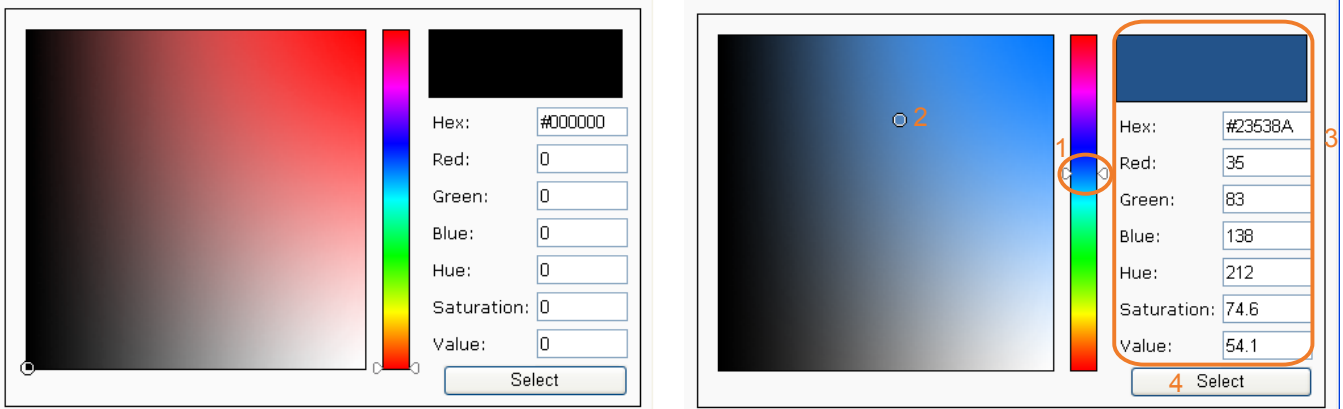 Hex: #000000
Red: 0
Green: 0
Blue: 0
Hue: 0
Saturation: 0
Value: 0
Select
1
2
3
Hex: #23538A
Red: 35
Green: 83
Blue: 138
Hue: 212
Saturation: 74.6
Value: 54.1
4 Select